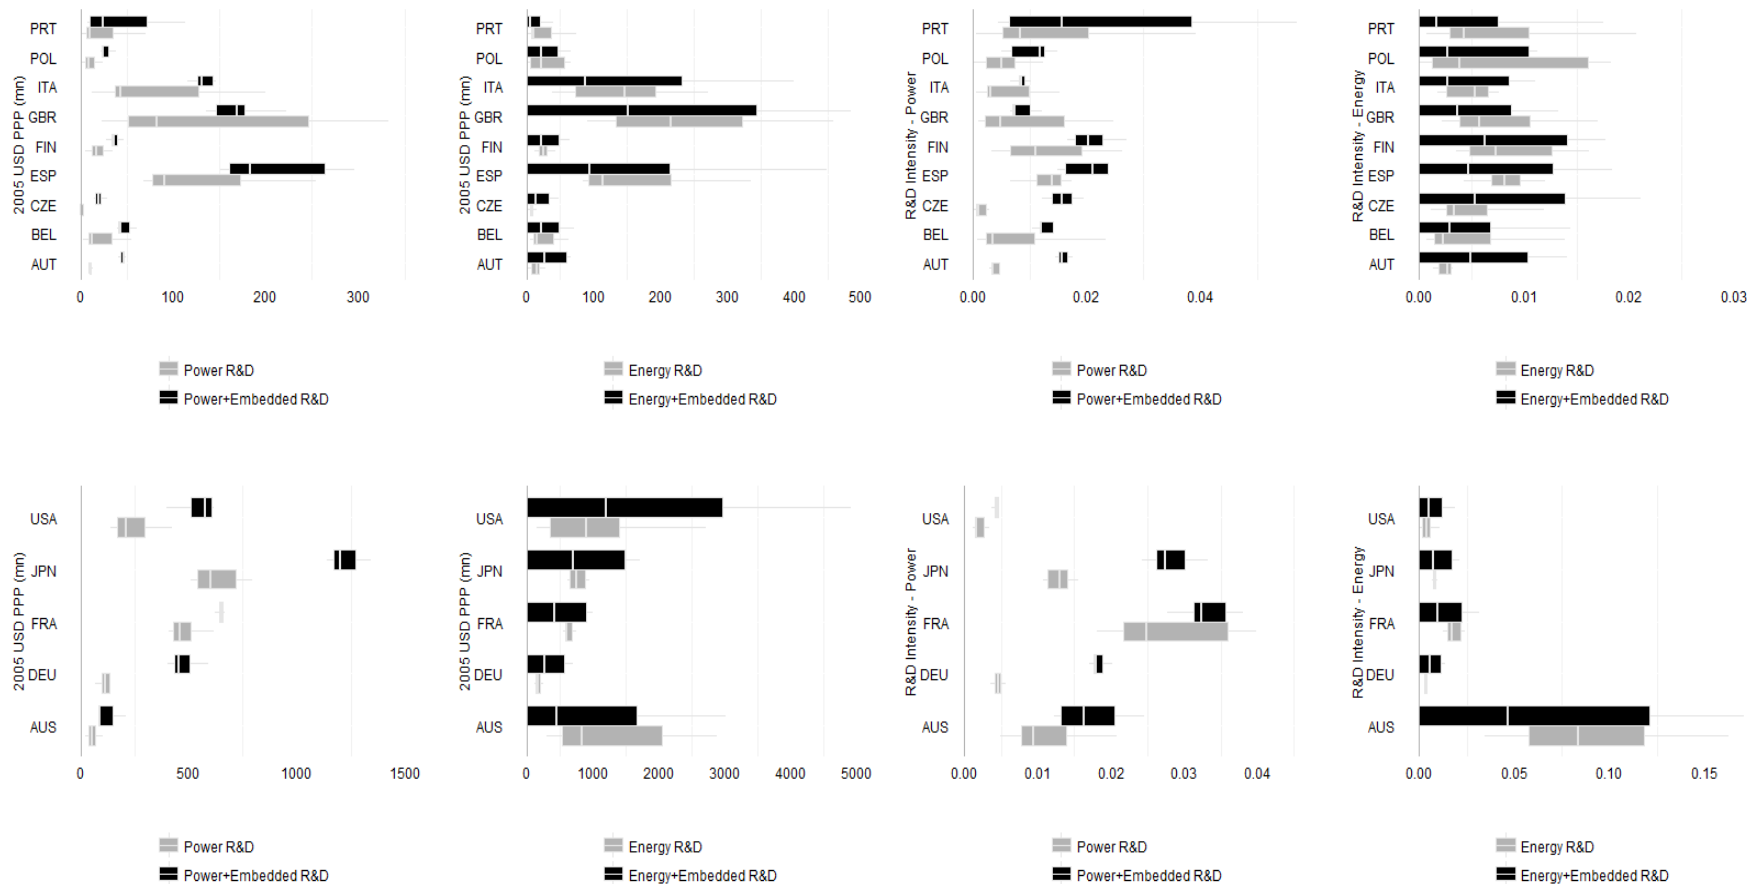 2005 USD PPP (mn)
PRT
POL
ITA
GBR
FIN
ESP
CZE
BEL
AUT
0 100 200 300
Power R&D
Power+Embedded R&D
2005 USD PPP (mn)
PRT
POL
ITA
GBR
FIN
ESP
CZE
BEL
AUT
0 100 200 300 400 500
Energy R&D
Energy+Embedded R&D
R&D Intensity - Power
PRT
POL
ITA
GBR
FIN
ESP
CZE
BEL
AUT
0.00 0.02 0.04
Power R&D
Power+Embedded R&D
R&D Intensity - Energy
PRT
POL
ITA
GBR
FIN
ESP
CZE
BEL
AUT
0.00 0.01 0.02 0.03
Energy R&D
Energy+Embedded R&D
2005 USD PPP (mn)
USA
JPN
FRA
DEU
AUS
0 500 1000 1500
Power R&D
Power+Embedded R&D
2005 USD PPP (mn)
USA
JPN
FRA
DEU
AUS
0 1000 2000 3000 4000 5000
Energy R&D
Energy+Embedded R&D
R&D Intensity - Power
USA
JPN
FRA
DEU
AUS
0.00 0.01 0.02 0.03 0.04
Power R&D
Power+Embedded R&D
R&D Intensity - Energy
USA
JPN
FRA
DEU
AUS
0.00 0.05 0.10 0.15
Energy R&D
Energy+Embedded R&D